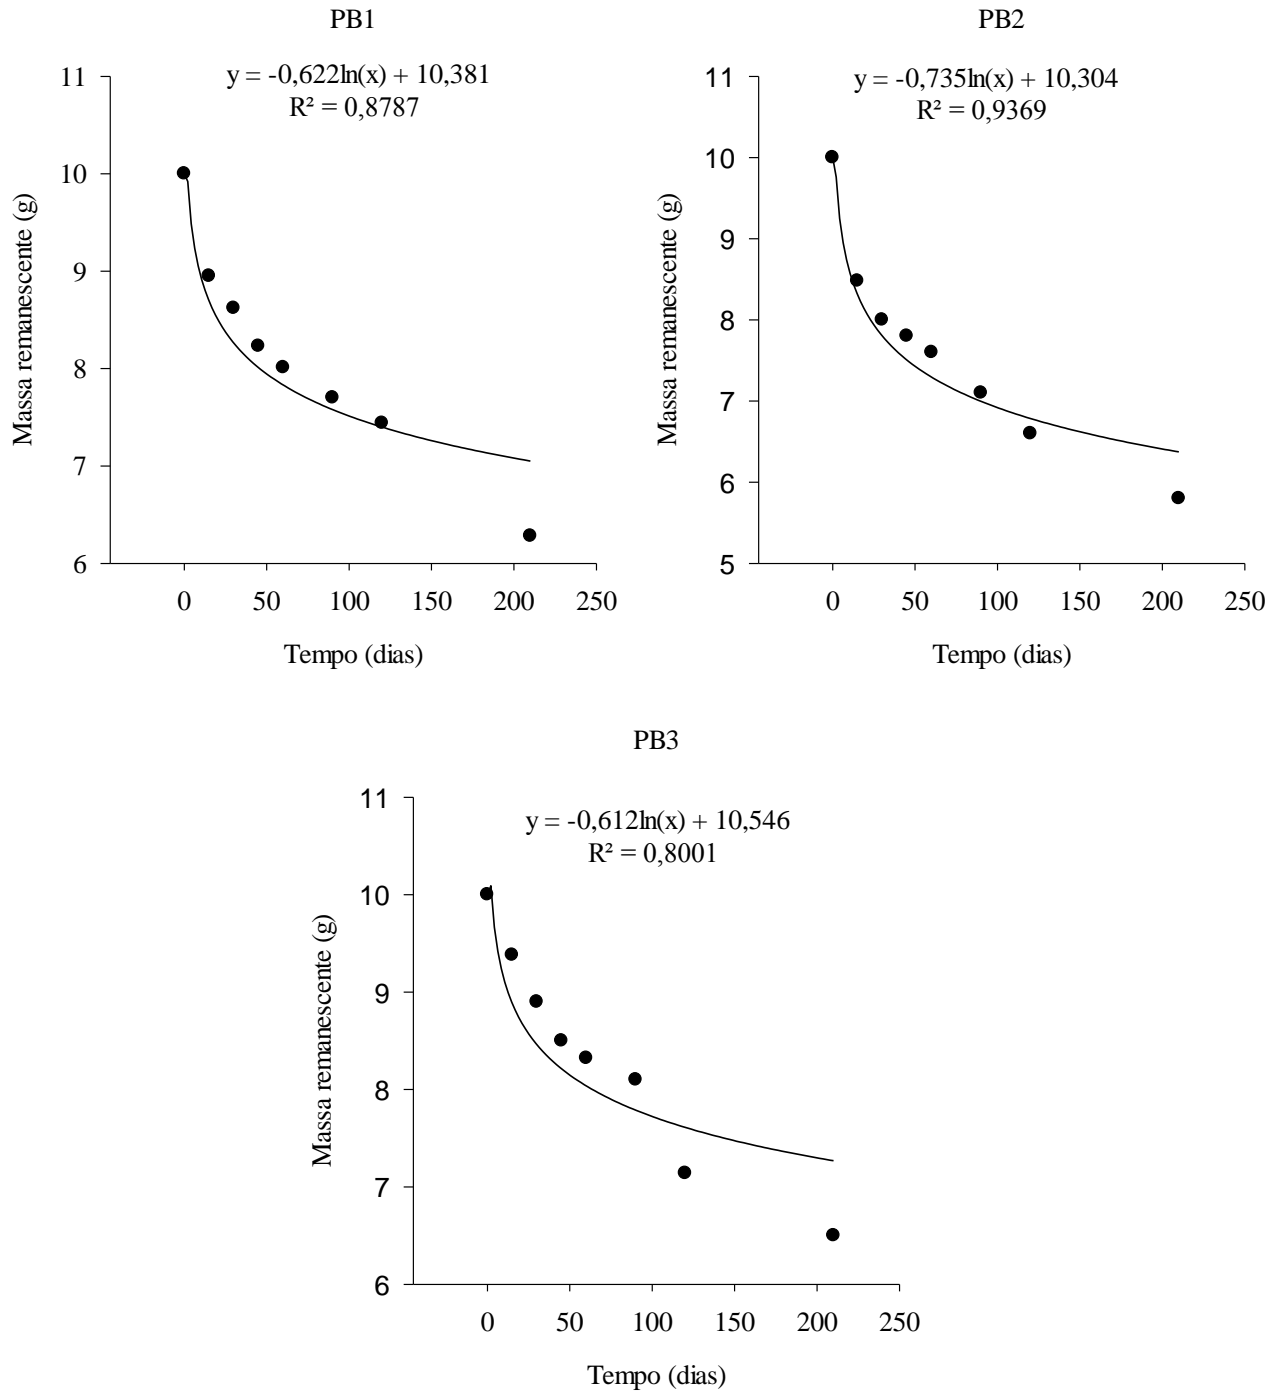 PB1
y = -0,622ln(x) + 10,381
R² = 0,8787
11
10
9
8
7
6
Massa remanescente (g)
0 50 100 150 200 250
Tempo (dias)
PB2
y = -0,735ln(x) + 10,304
R² = 0,9369
11
10
9
8
7
6
5
Massa remanescente (g)
0 50 100 150 200 250
Tempo (dias)
PB3
y = -0,612ln(x) + 10,546
R² = 0,8001
11
10
9
8
7
6
Massa remanescente (g)
0 50 100 150 200 250
Tempo (dias)